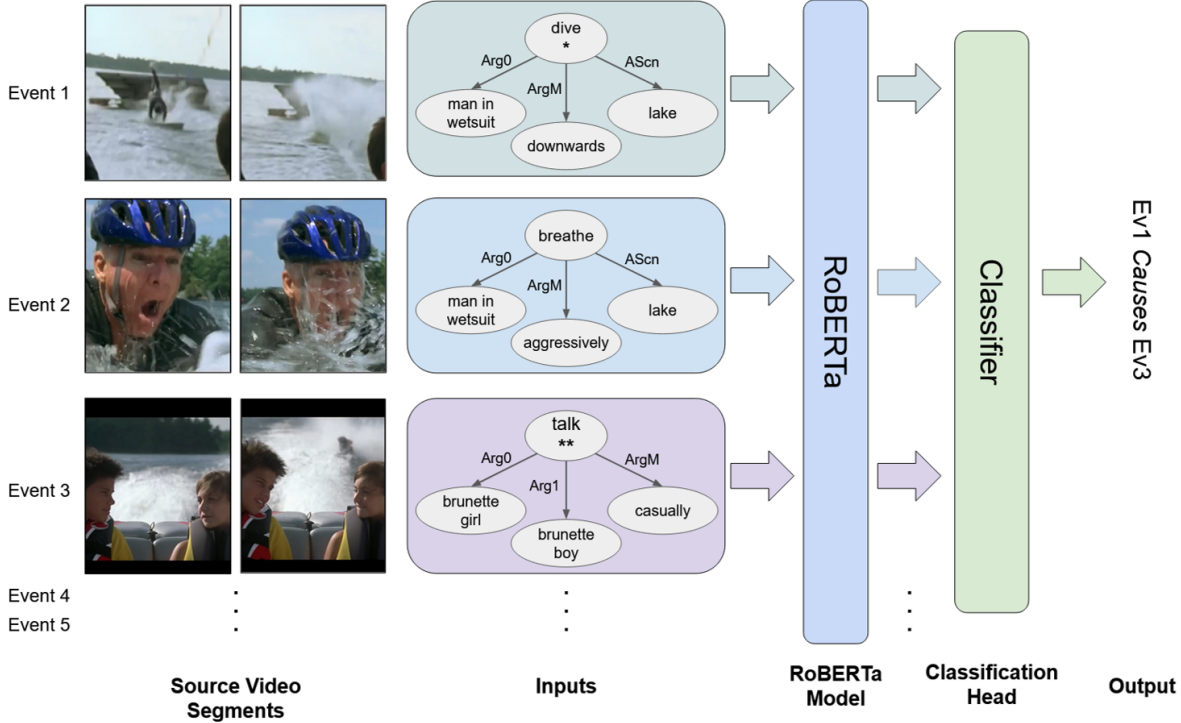 Event 1
dive
*
Arg0
ArgM
AScn
man in
wetsuit
downwards
lake
Event 2
breathe
Arg0
ArgM
AScn
man in
wetsuit
aggressively
lake
Event 3
talk
**
Arg0
Arg1
ArgM
brunette
girl
brunette
boy
casually
Event 4
Event 5
RoBERTa
Classifier
Ev1 Causes Ev3
Source Video
Segments
Inputs
RoBERTa
Model
Classification
Head
Output